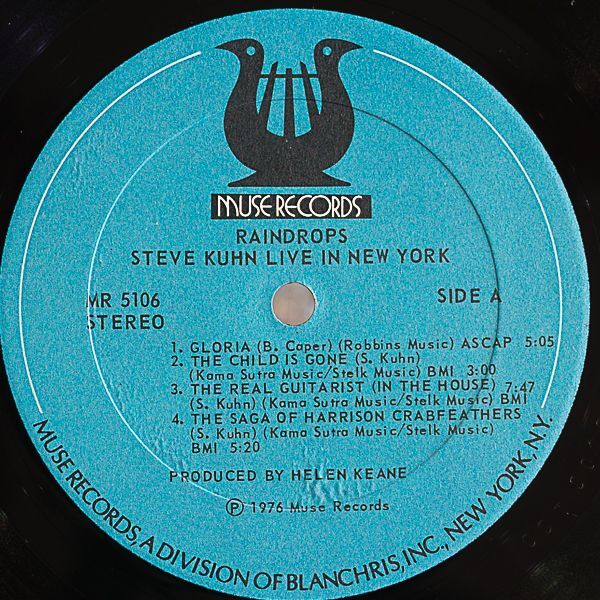 MUSE RECORDS
RAINDROPS
STEVE KUHN LIVE IN NEW YORK
MR 5106
STEREO
SIDE A
1. GLORIA (B. Caper) (Robbins Music) ASCAP 5:05
2. THE CHILD IS GONE (S. Kuhn)
(Kama Sutra Music/Stelk Music) BMI 3:00
3. THE REAL GUITARIST (IN THE HOUSE) 7:47
(S. Kuhn) (Kama Sutra Music/Stelk Music) BMI
4. THE SAGA OF HARRISON CRABFEATHERS
(S. Kuhn) (Kama Sutra Music/Stelk Music)
BMI 5:20
PRODUCED BY HELEN KEANE
Ⓟ 1976 Muse Records
MUSE RECORDS, A DIVISION OF BLANCHRIS, INC., NEW YORK, N.Y.